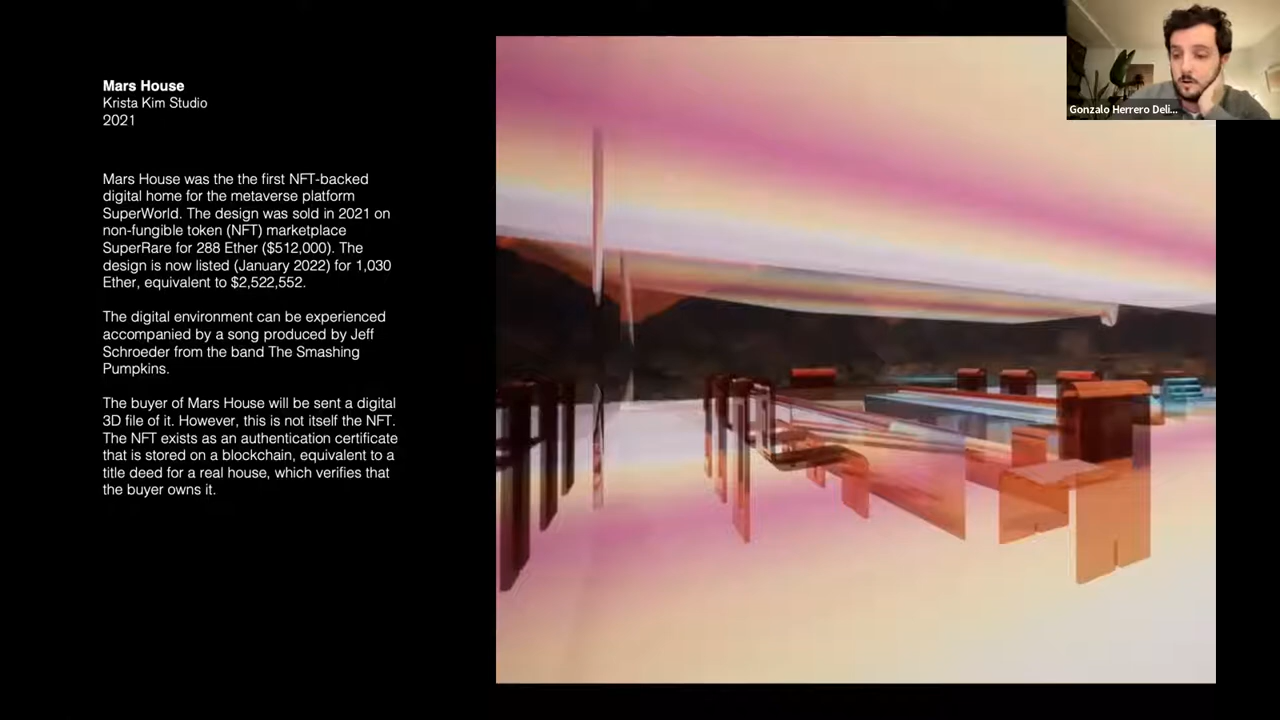 Mars House
Krista Kim Studio
2021
Mars House was the the first NFT-backed
digital home for the metaverse platform
SuperWorld. The design was sold in 2021 on
non-fungible token (NFT) marketplace
SuperRare for 288 Ether ($512,000). The
design is now listed (January 2022) for 1,030
Ether, equivalent to $2,522,552.
The digital environment can be experienced
accompanied by a song produced by Jeff
Schroeder from the band The Smashing
Pumpkins.
The buyer of Mars House will be sent a digital
3D file of it. However, this is not itself the NFT.
The NFT exists as an authentication certificate
that is stored on a blockchain, equivalent to a
title deed for a real house, which verifies that
the buyer owns it.
Gonzalo Herrero Deli...